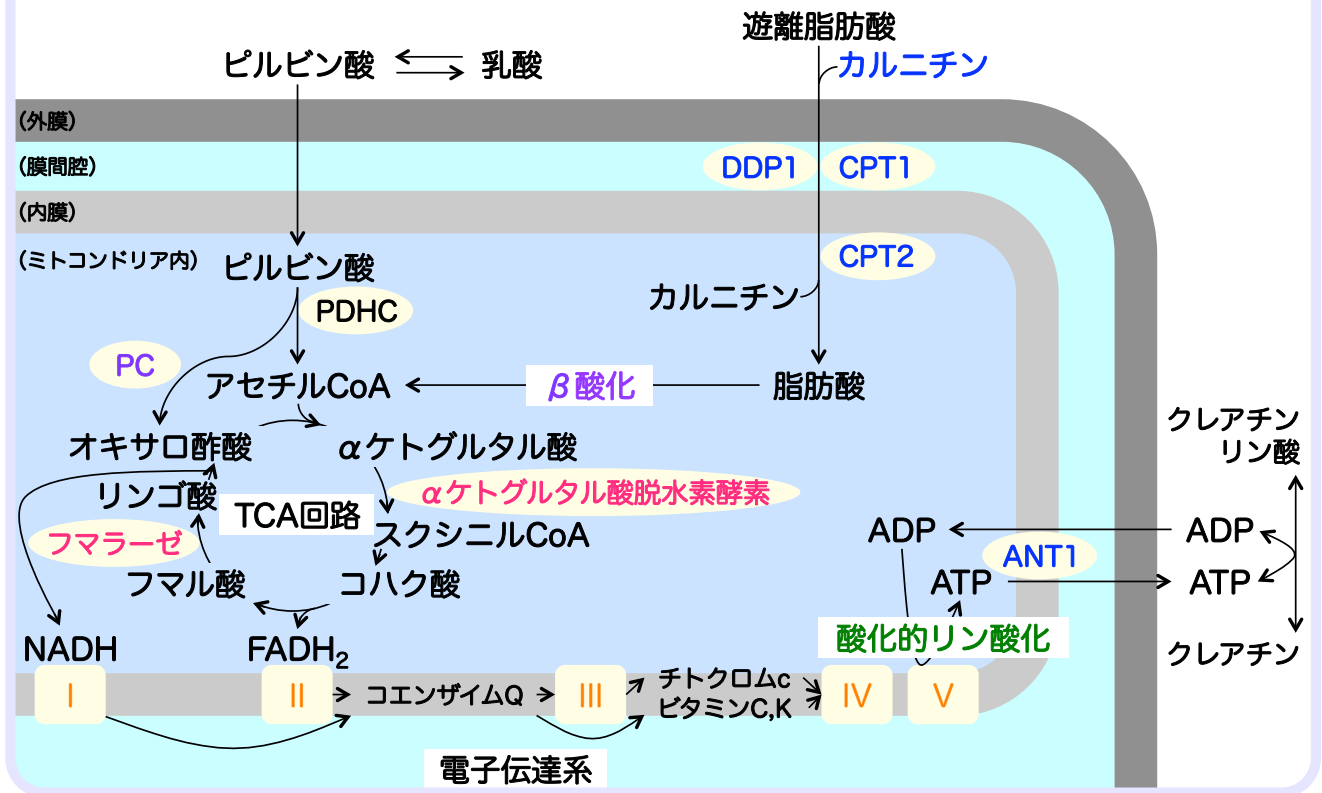 遊離脂肪酸
ピルビン酸
乳酸
カルニチン
(外膜)
(膜間腔)
DDP1
CPT1
(内膜)
(ミトコンドリア内)
ピルビン酸
CPT2
カルニチン
PDHC
PC
アセチルCoA
β酸化
脂肪酸
オキサロ酢酸
αケトグルタル酸
クレアチン
リン酸
リンゴ酸
αケトグルタル酸脱水素酵素
TCA回路
スクシニルCoA
ADP
ADP
フマラーゼ
ANT1
フマル酸
コハク酸
ATP
ATP
酸化的リン酸化
NADH
FADH2
クレアチン
I
II
コエンザイムQ
III
チトクロムc
ビタミンC,K
IV
V
電子伝達系